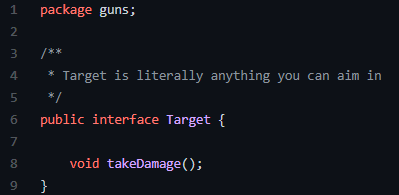 1 package guns;
2
3 /**
4 * Target is literally anything you can aim in
5 */
6 public interface Target {
7
8 void takeDamage();
9 }